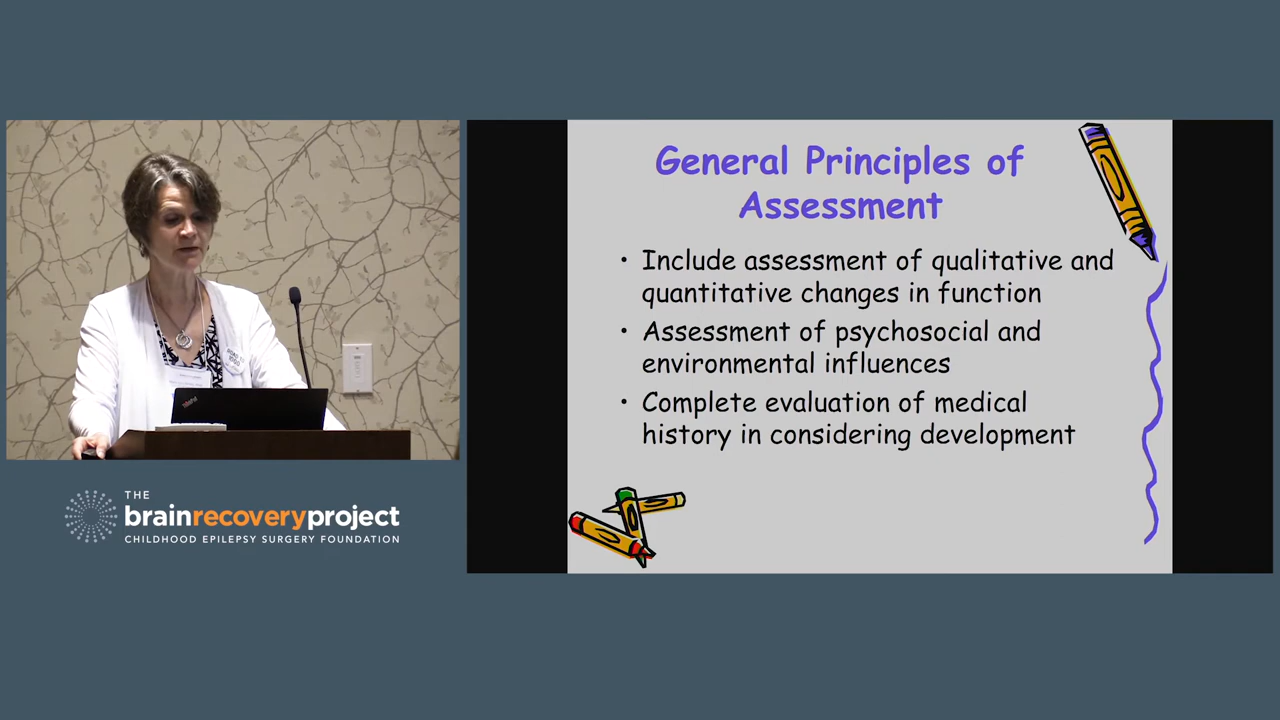 General Principles of
Assessment
• Include assessment of qualitative and
quantitative changes in function
• Assessment of psychosocial and
environmental influences
• Complete evaluation of medical
history in considering development
THE
brainrecoveryproject
CHILDHOOD EPILEPSY SURGERY FOUNDATION
ThinkPad